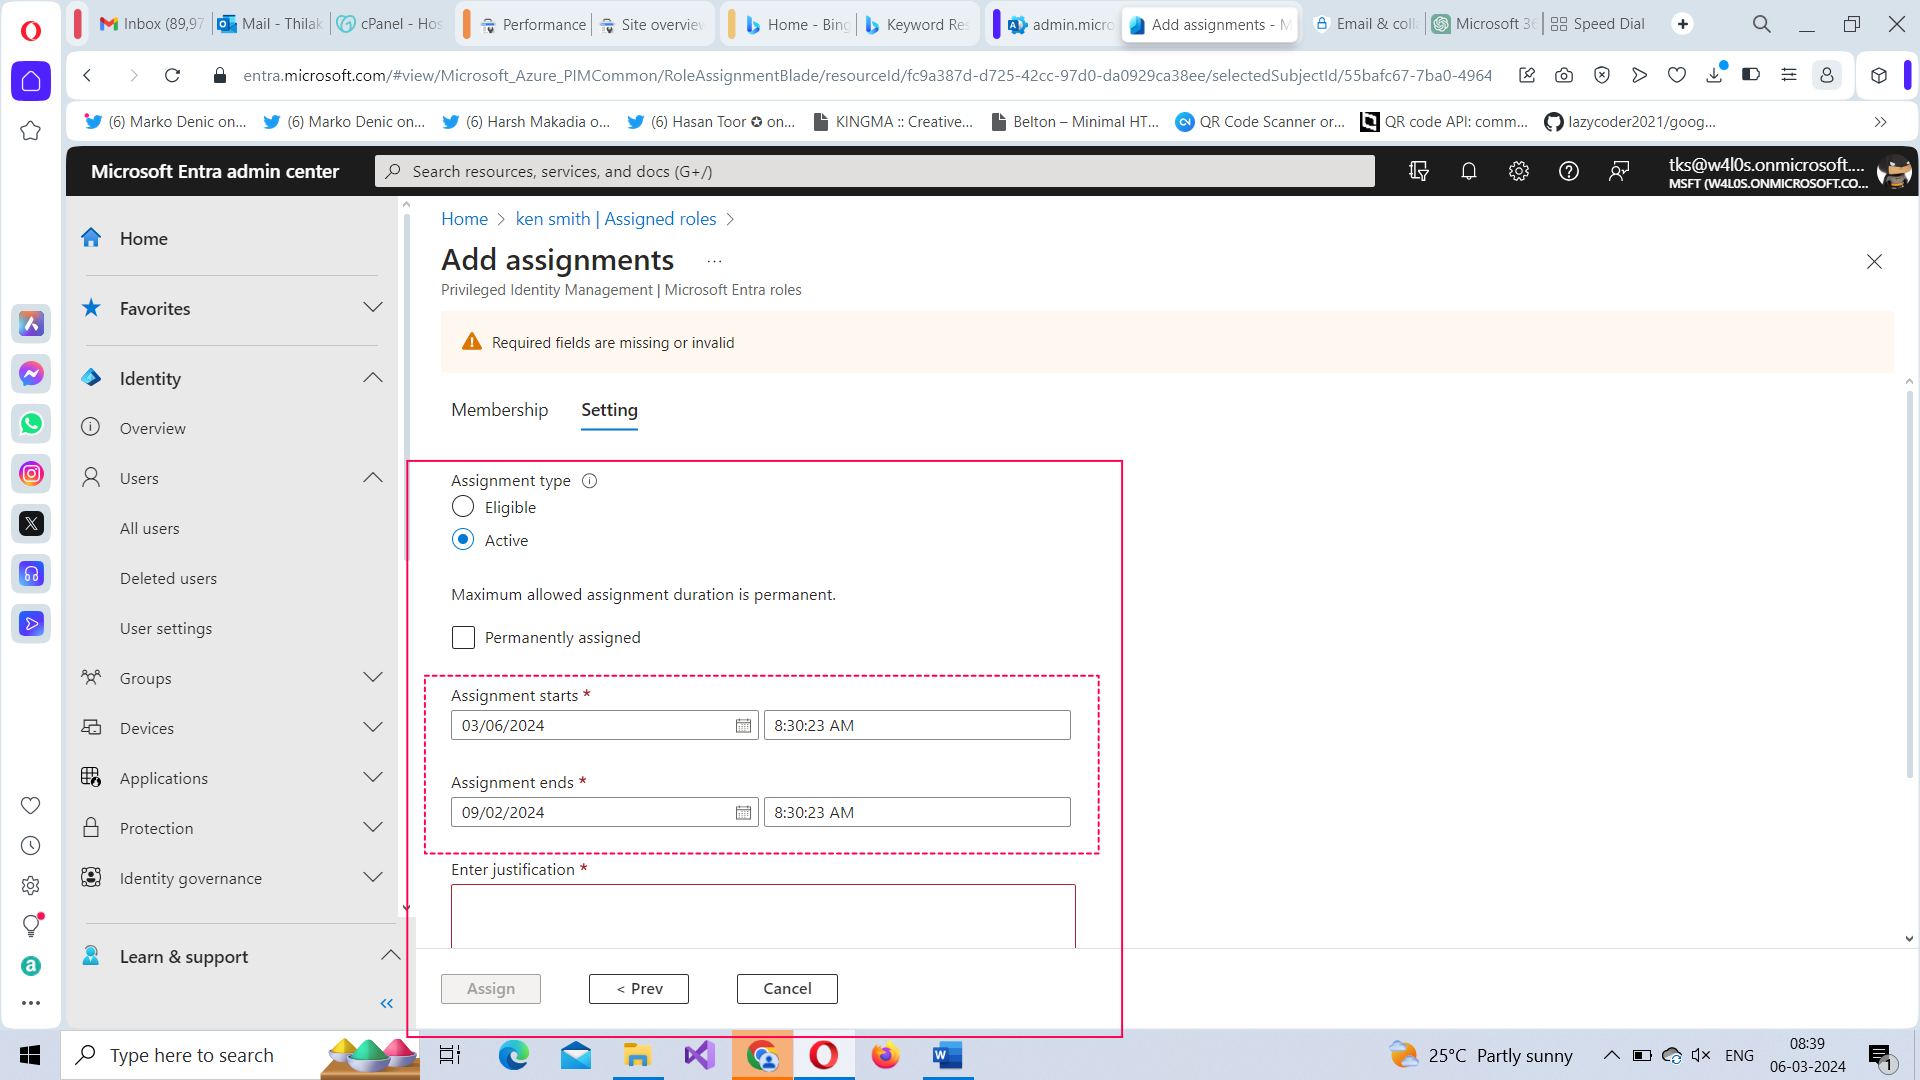 Inbox (89,97
Mail - Thilak
cPanel - Hos
Performance
Site overview
Home - Bing
Keyword Res
admin.micro
Add assignments - M
Email & coll
Microsoft 36
Speed Dial
entra.microsoft.com/#view/Microsoft_Azure_PIMCommon/RoleAssignmentBlade/resourceId/fc9a387d-d725-42cc-97d0-da0929ca38ee/selectedSubjectId/55bafc67-7ba0-4964
(6) Marko Denic on...
(6) Marko Denic on...
(6) Harsh Makadia o...
(6) Hasan Toor ✪ on...
KINGMA :: Creative...
Belton – Minimal HT...
QR Code Scanner or...
QR code API: comm...
lazycoder2021/goog...
Microsoft Entra admin center
Search resources, services, and docs (G+/)
tks@w4l0s.onmicrosoft....
MSFT (W4L0S.ONMICROSOFT.CO...
Home
Favorites
Identity
Overview
Users
All users
Deleted users
User settings
Groups
Devices
Applications
Protection
Identity governance
Learn & support
Home > ken smith | Assigned roles >
Add assignments ...
Privileged Identity Management | Microsoft Entra roles
Required fields are missing or invalid
Membership
Setting
Assignment type
Eligible
Active
Maximum allowed assignment duration is permanent.
Permanently assigned
Assignment starts *
03/06/2024
8:30:23 AM
Assignment ends *
09/02/2024
8:30:23 AM
Enter justification *
Assign
< Prev
Cancel
Type here to search
25°C Partly sunny
ENG
08:39
06-03-2024
1